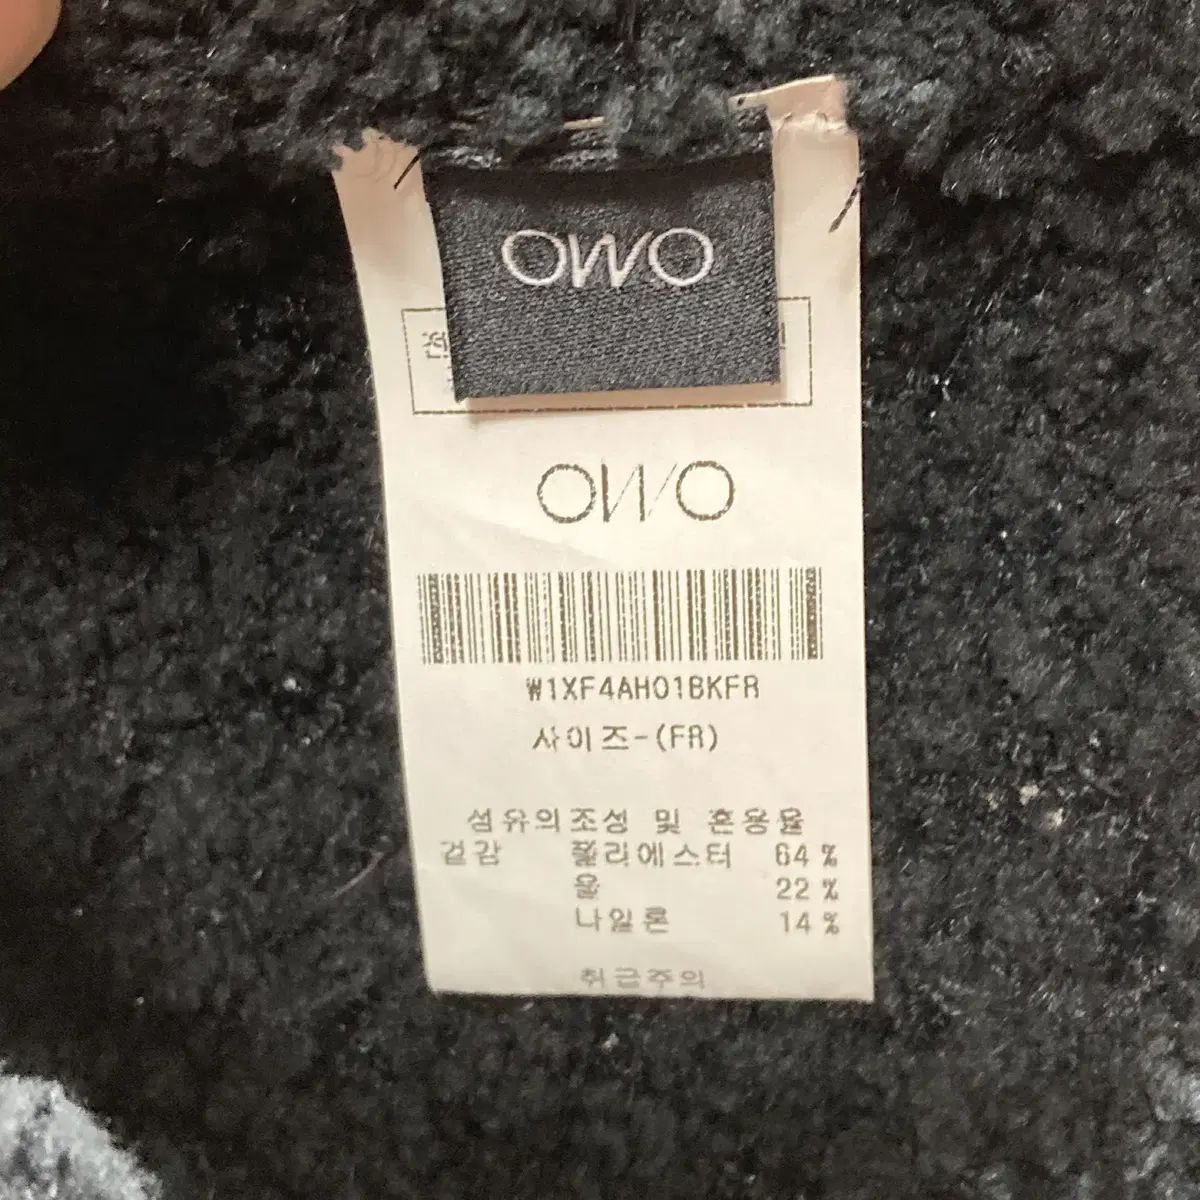 OWO
OWO
W1XF4AH01BKFR
사이즈-(FR)
섬유의조성 및 혼용율
겉감 폴리에스터 64%
울 22%
나일론 14%
취급주의